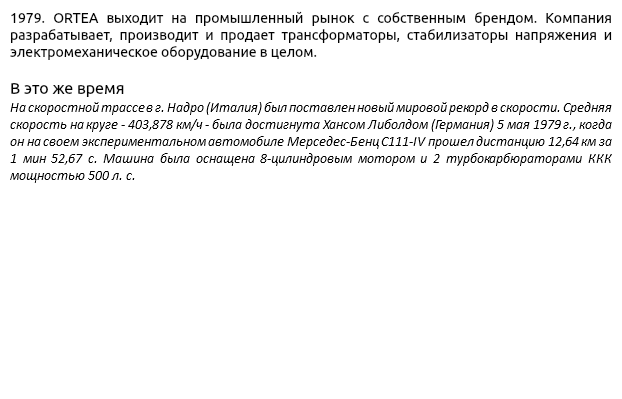 1979. ORTEA выходит на промышленный рынок с собственным брендом. Компания
разрабатывает, производит и продает трансформаторы, стабилизаторы напряжения и
электромеханическое оборудование в целом.
В это же время
На скоростной трассе в г. Надро (Италия) был поставлен новый мировой рекорд в скорости. Средняя
скорость на круге - 403,878 км/ч - была достигнута Хансом Либолдом (Германия) 5 мая 1979 г., когда
он на своем экспериментальном автомобиле Мерседес-Бенц С111-IV прошел дистанцию 12,64 км за
1 мин 52,67 с. Машина была оснащена 8-цилиндровым мотором и 2 турбокарбюраторами ККК
мощностью 500 л. с.